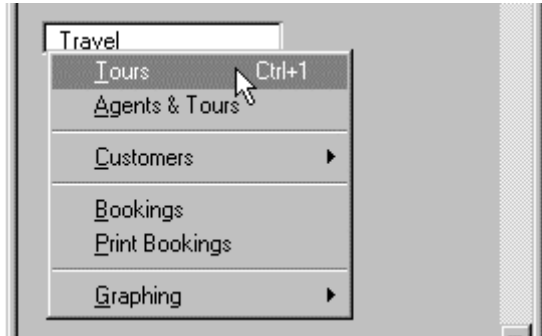 Travel
Tours Ctrl+1
Agents & Tours
Customers
Bookings
Print Bookings
Graphing